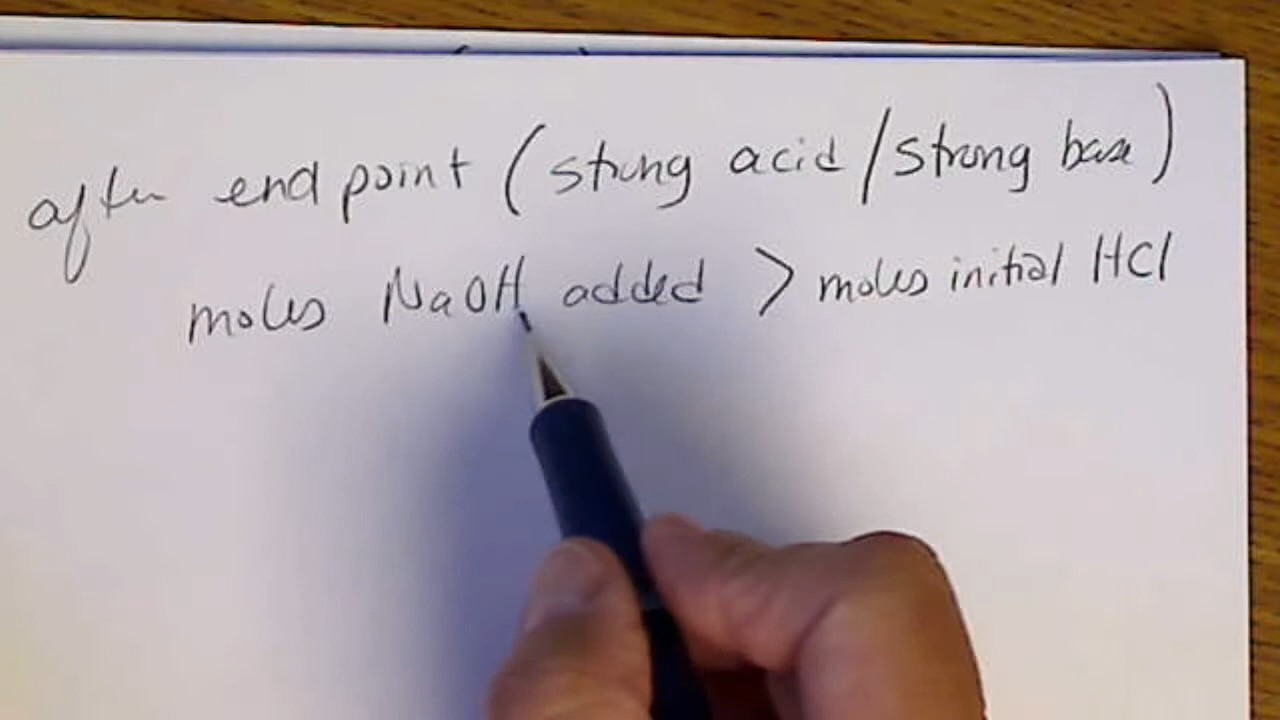 after end point (strong acid/strong base)
moles NaOH added > moles initial HCl